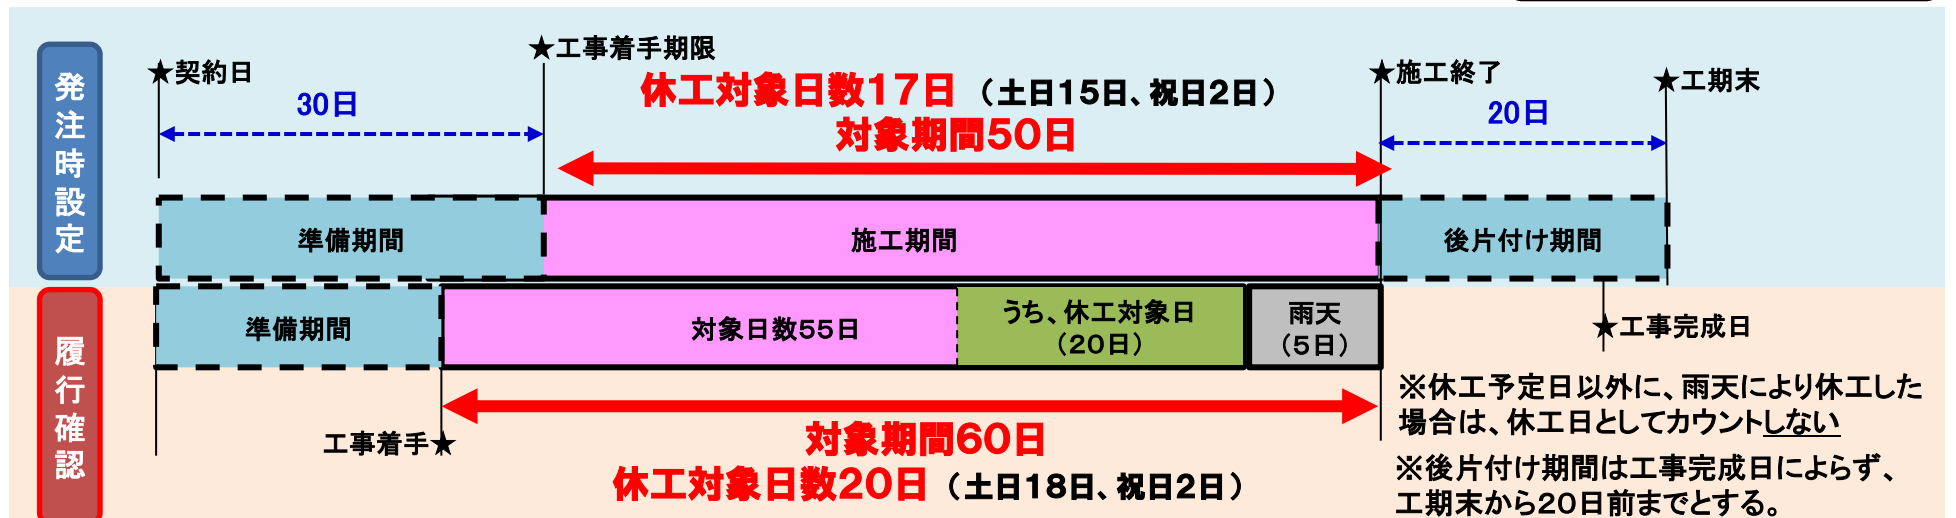 発注時設定
★契約日
30日
★工事着手期限
休工対象日数17日（土日15日、祝日2日）
対象期間50日
★施工終了
20日
★工期末
準備期間
施工期間
後片付け期間
履行確認
準備期間
対象日数55日
うち、休工対象日
（20日）
雨天
（5日）
★工事完成日
工事着手★
対象期間60日
休工対象日数20日（土日18日、祝日2日）
※休工予定日以外に、雨天により休工した
場合は、休工日としてカウントしない
※後片付け期間は工事完成日によらず、
工期末から20日前までとする。